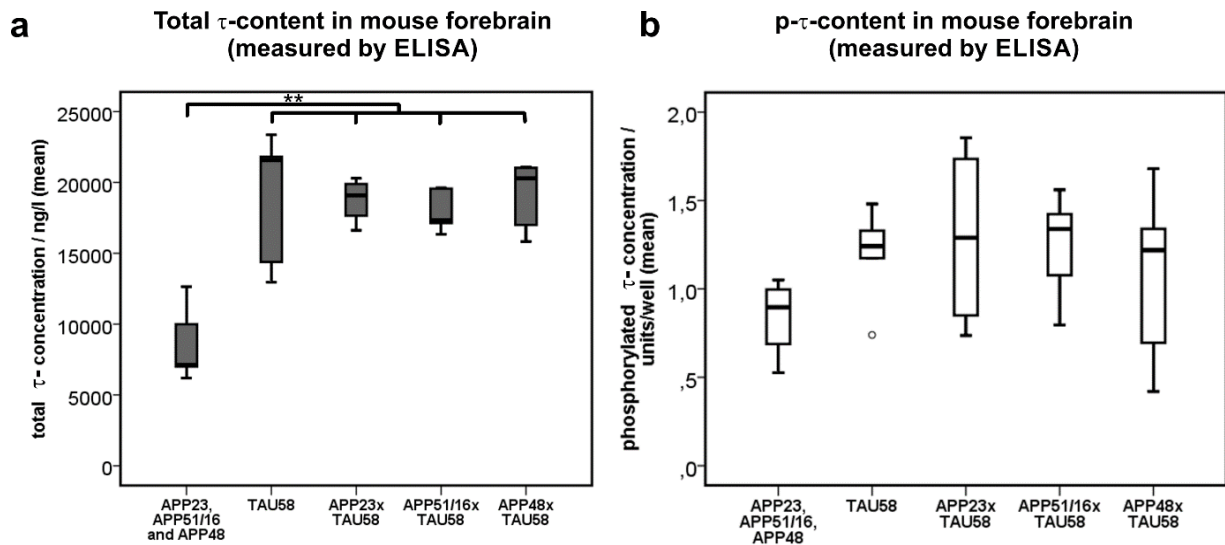 a
Total τ-content in mouse forebrain
(measured by ELISA)
total τ- concentration / ng/l (mean)
25000
20000
15000
10000
5000
0
**
APP23,
APP51/16
and APP48
TAU58
APP23x
TAU58
APP51/16x
TAU58
APP48x
TAU58
b
p-τ-content in mouse forebrain
(measured by ELISA)
phosphorylated τ- concentration /
units/well (mean)
2,0
1,5
1,0
,5
,0
APP23,
APP51/16,
APP48
TAU58
APP23x
TAU58
APP51/16x
TAU58
APP48x
TAU58